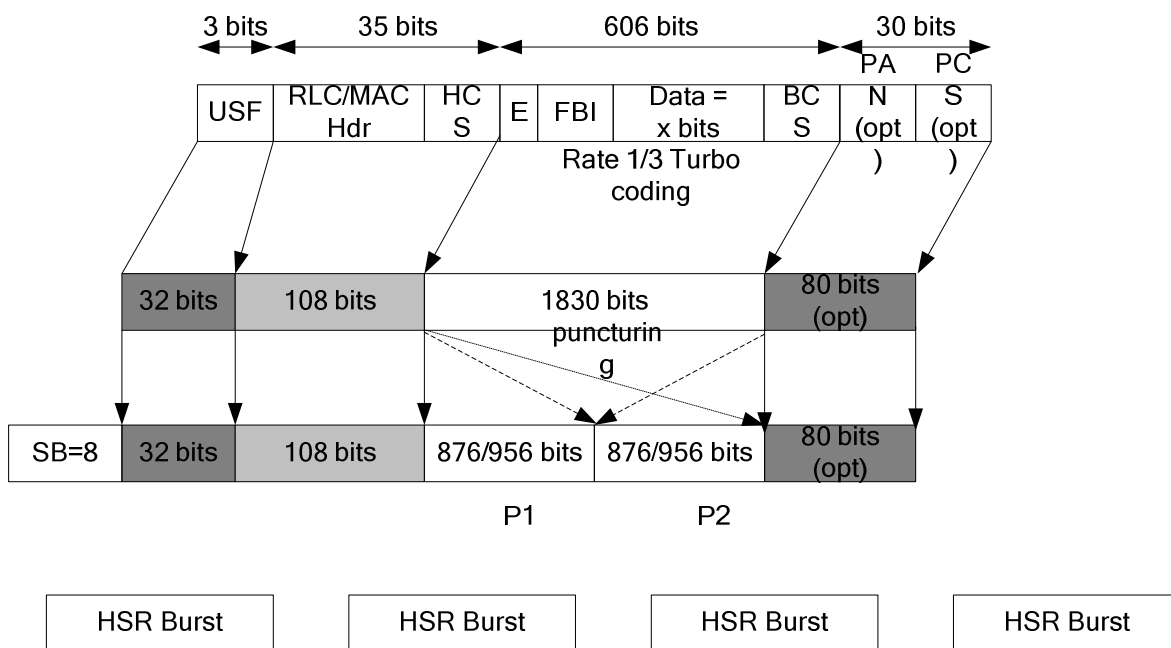 3 bits 35 bits 606 bits 30 bits
USF
RLC/MAC
Hdr
HC
S
E
FBI
Data =
x bits
BC
S
PA
N
(opt
)
PC
S
(opt
)
Rate 1/3 Turbo
coding
32 bits
108 bits
1830 bits
80 bits
(opt)
puncturin
g
SB=8
32 bits
108 bits
876/956 bits
876/956 bits
80 bits
(opt)
P1 P2
HSR Burst HSR Burst HSR Burst HSR Burst